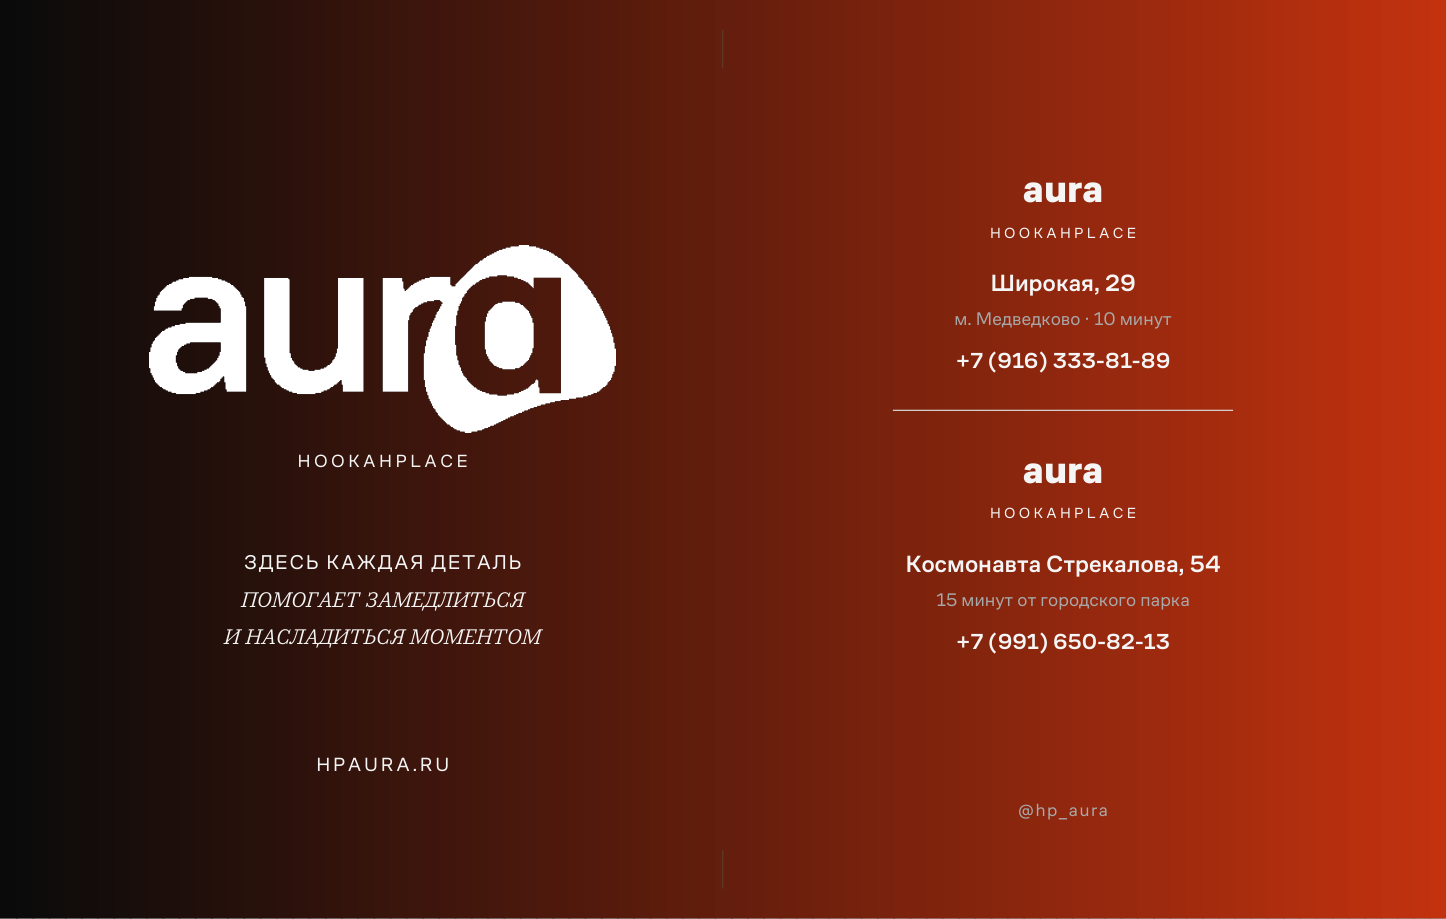 aura
HOOKAHPLACE
ЗДЕСЬ КАЖДАЯ ДЕТАЛЬ
ПОМОГАЕТ ЗАМЕДЛИТЬСЯ
И НАСЛАДИТЬСЯ МОМЕНТОМ
HPAURA.RU
aura
HOOKAHPLACE
Широкая, 29
м. Медведково · 10 минут
+7 (916) 333-81-89
aura
HOOKAHPLACE
Космонавта Стрекалова, 54
15 минут от городского парка
+7 (991) 650-82-13
@hp_aura